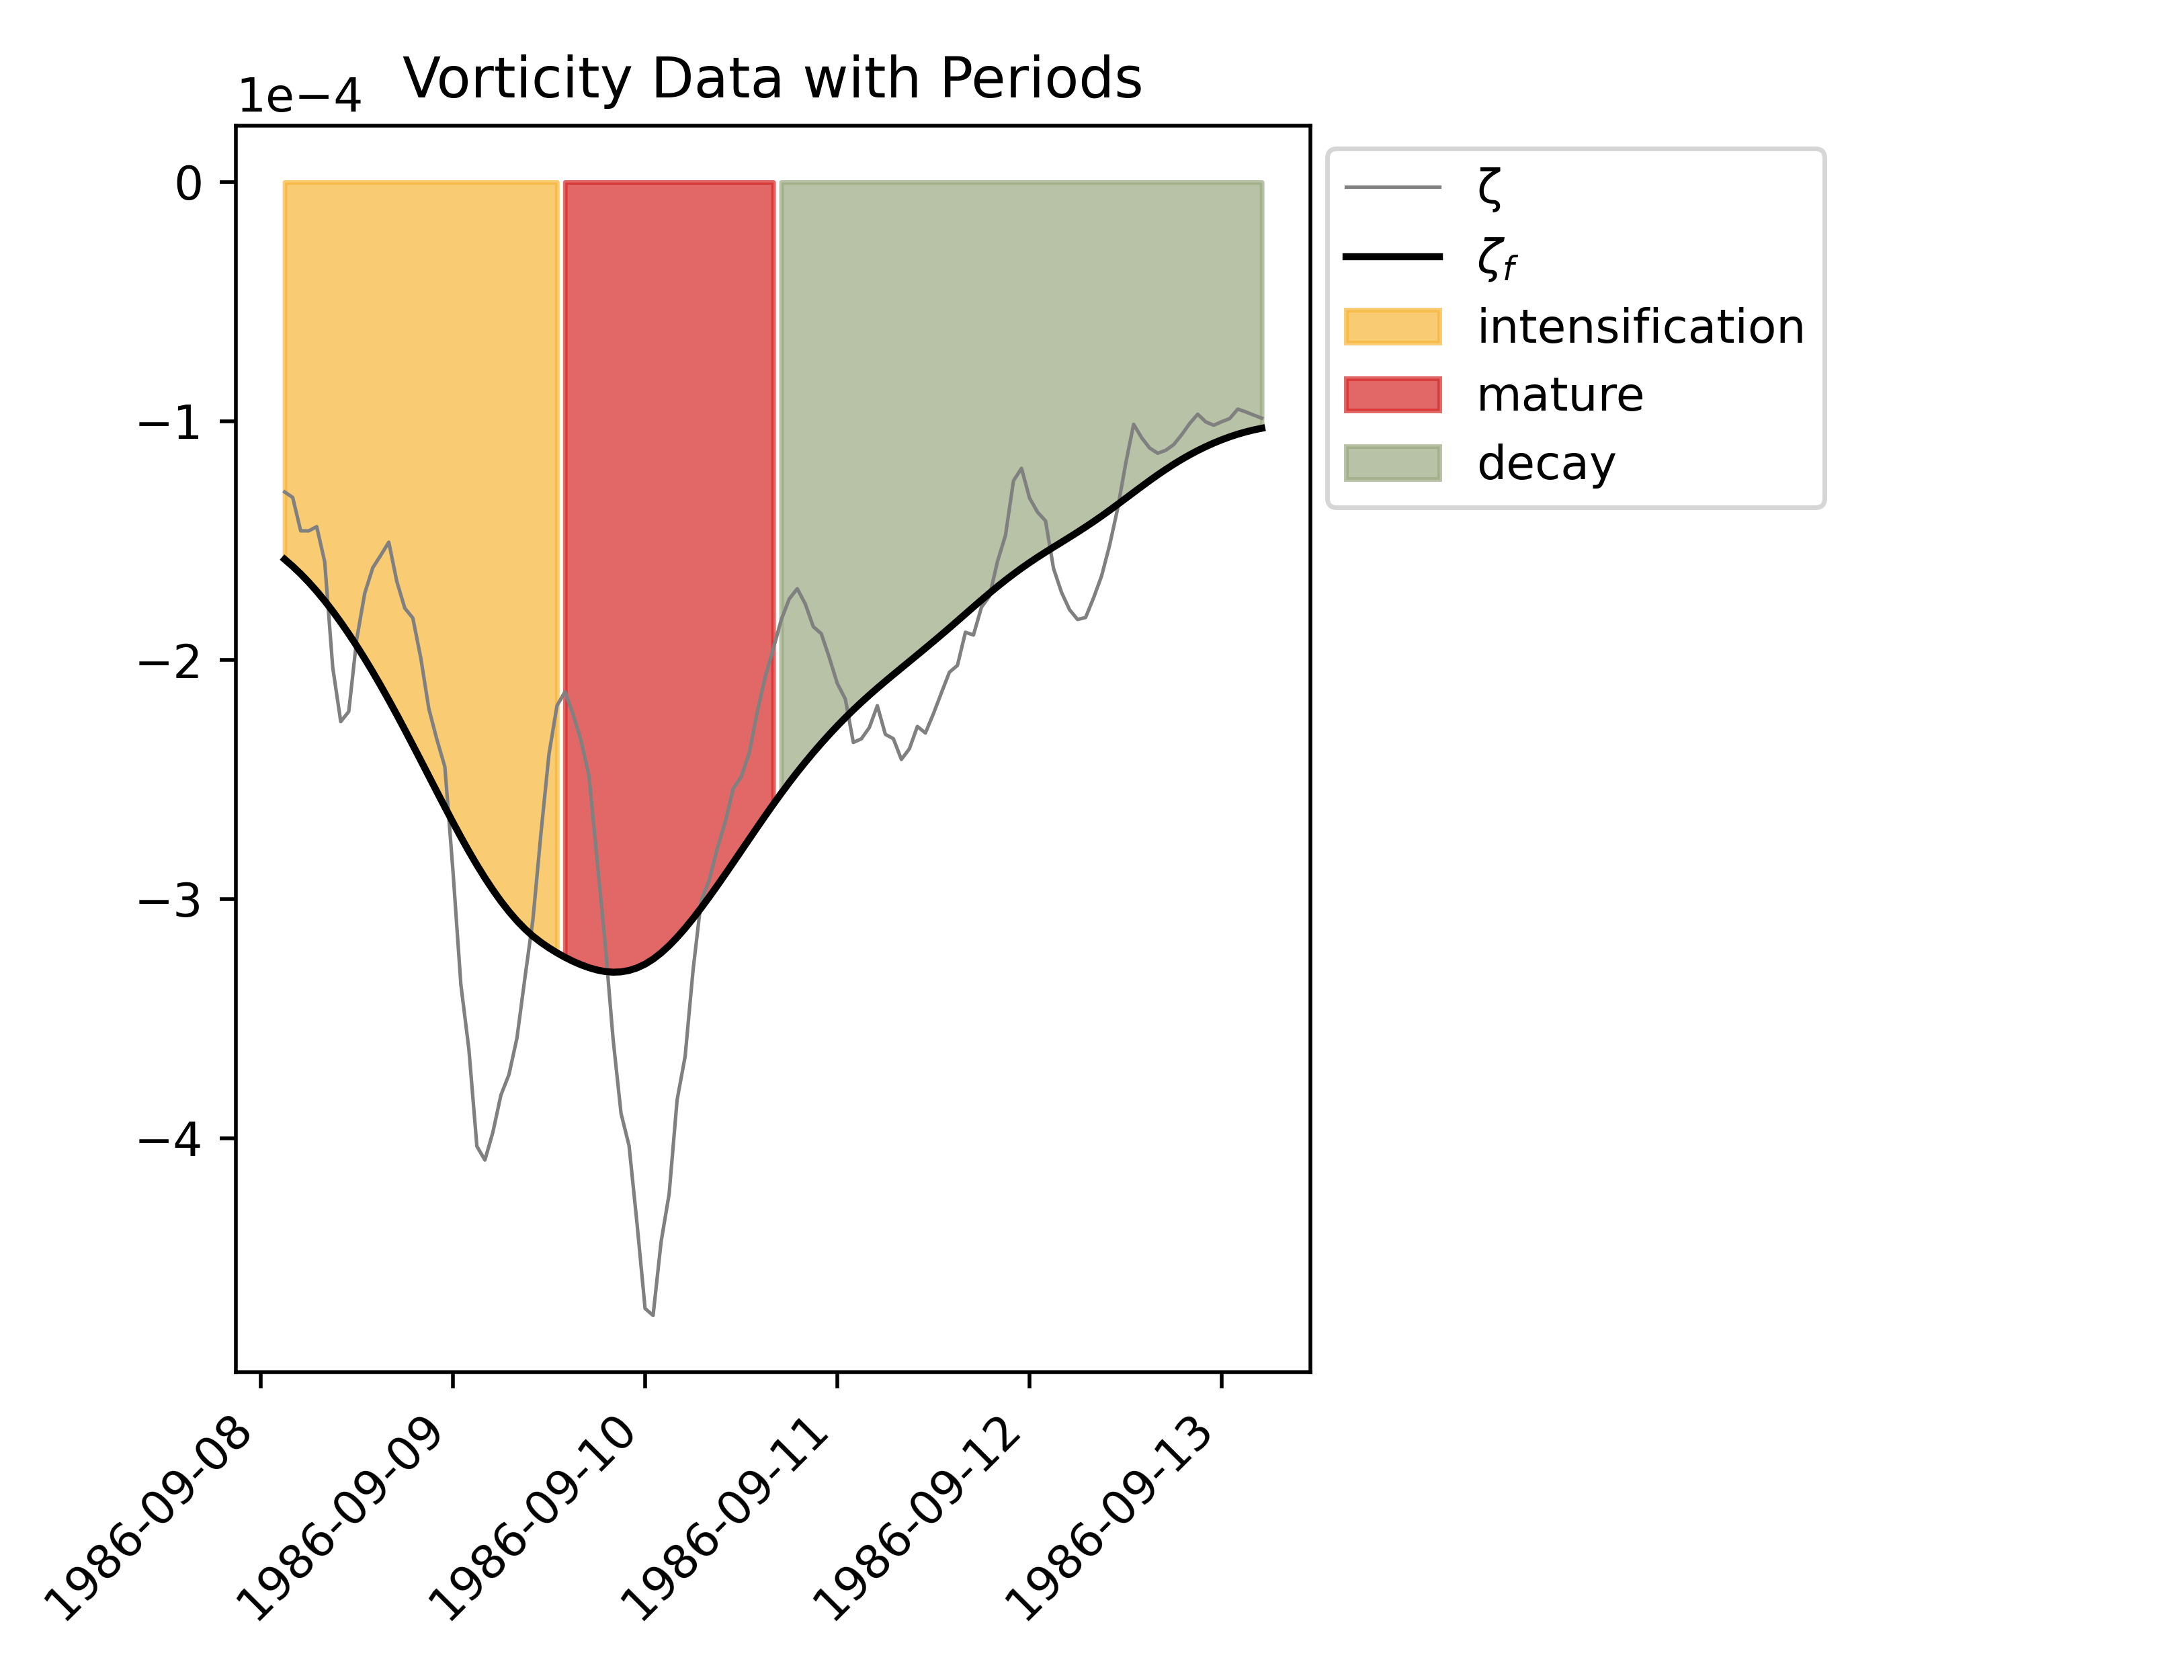 Vorticity Data with Periods
1e−4
0
−1
−2
−3
−4
1986-09-08
1986-09-09
1986-09-10
1986-09-11
1986-09-12
1986-09-13
ζ
ζf
intensification
mature
decay